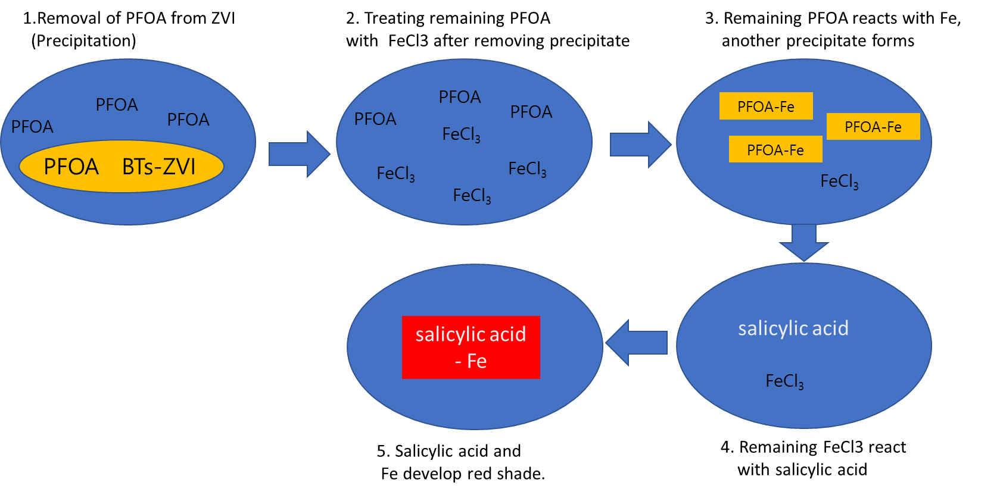 1.Removal of PFOA from ZVI
(Precipitation)
2. Treating remaining PFOA
with FeCl3 after removing precipitate
3. Remaining PFOA reacts with Fe,
another precipitate forms
PFOA
PFOA
PFOA
PFOA BTs-ZVI
PFOA
PFOA
PFOA
FeCl₃
FeCl₃
FeCl₃
FeCl₃
PFOA-Fe
PFOA-Fe
PFOA-Fe
FeCl₃
salicylic acid
FeCl₃
4. Remaining FeCl3 react
with salicylic acid
salicylic acid
- Fe
5. Salicylic acid and
Fe develop red shade.